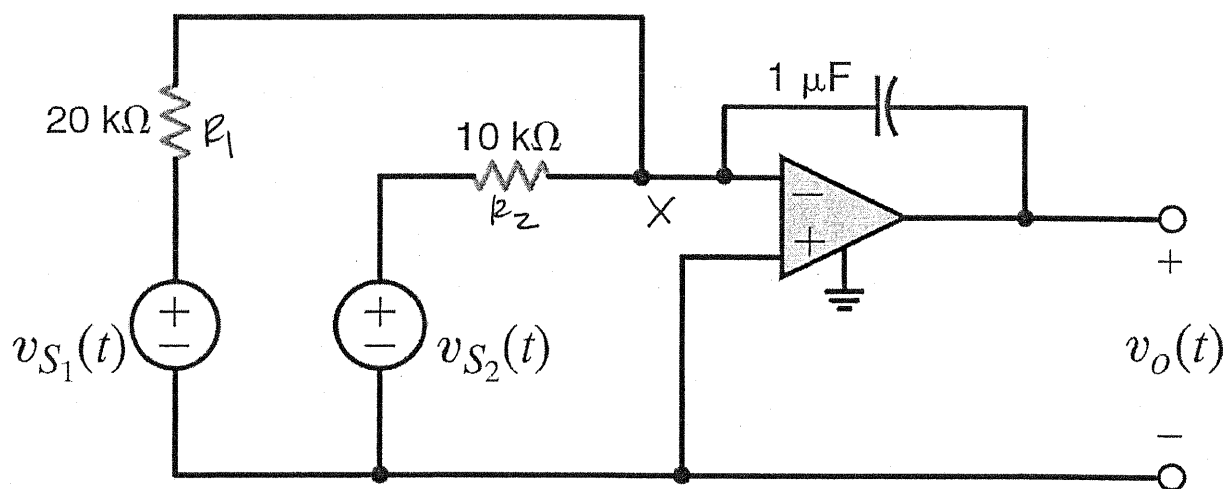 1 μF
20 kΩ R1
10 kΩ
R2
X
−
+
+
−
+
−
+
−
vS1(t)
vS2(t)
vo(t)